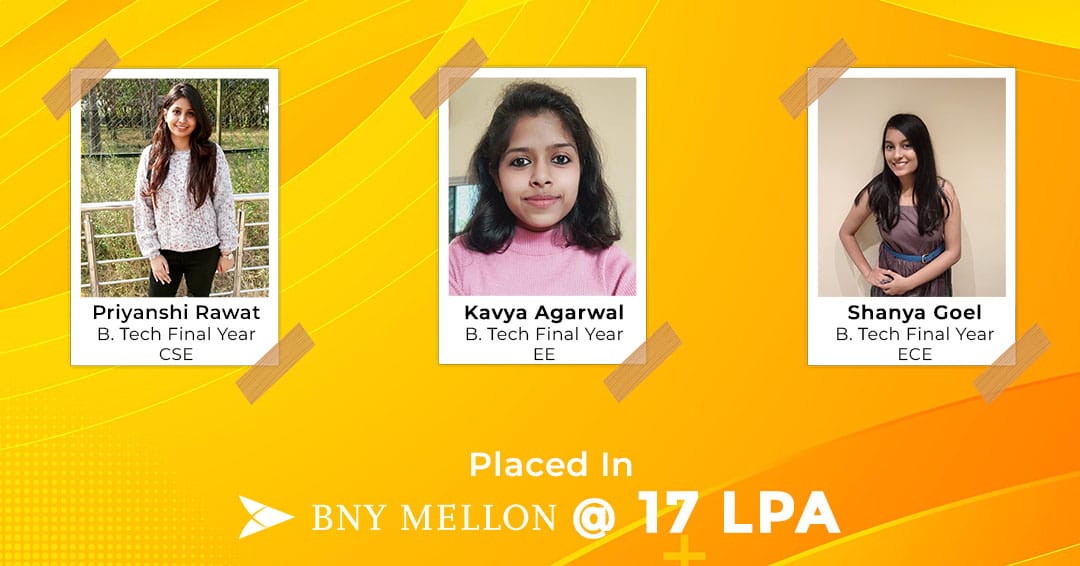 Priyanshi Rawat
B. Tech Final Year
CSE
Kavya Agarwal
B. Tech Final Year
EE
Shanya Goel
B. Tech Final Year
ECE
Placed In
BNY MELLON @ 17 LPA